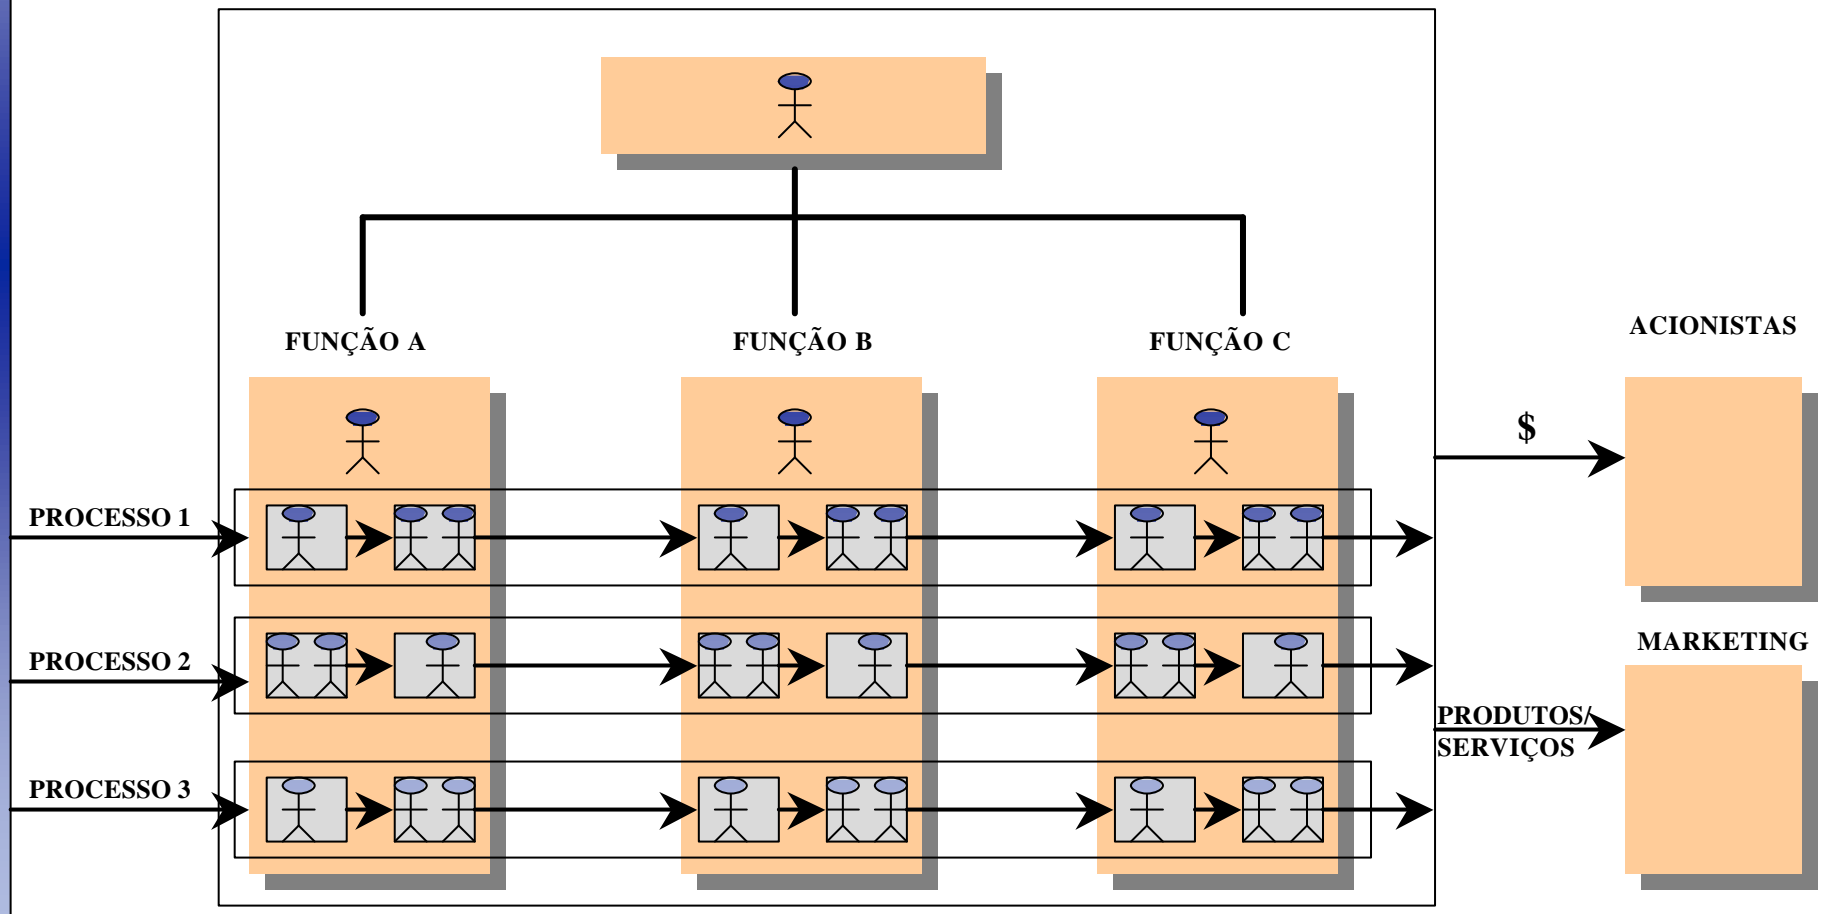 FUNÇÃO A
FUNÇÃO B
FUNÇÃO C
ACIONISTAS
$
PROCESSO 1
PROCESSO 2
MARKETING
PRODUTOS/
SERVIÇOS
PROCESSO 3